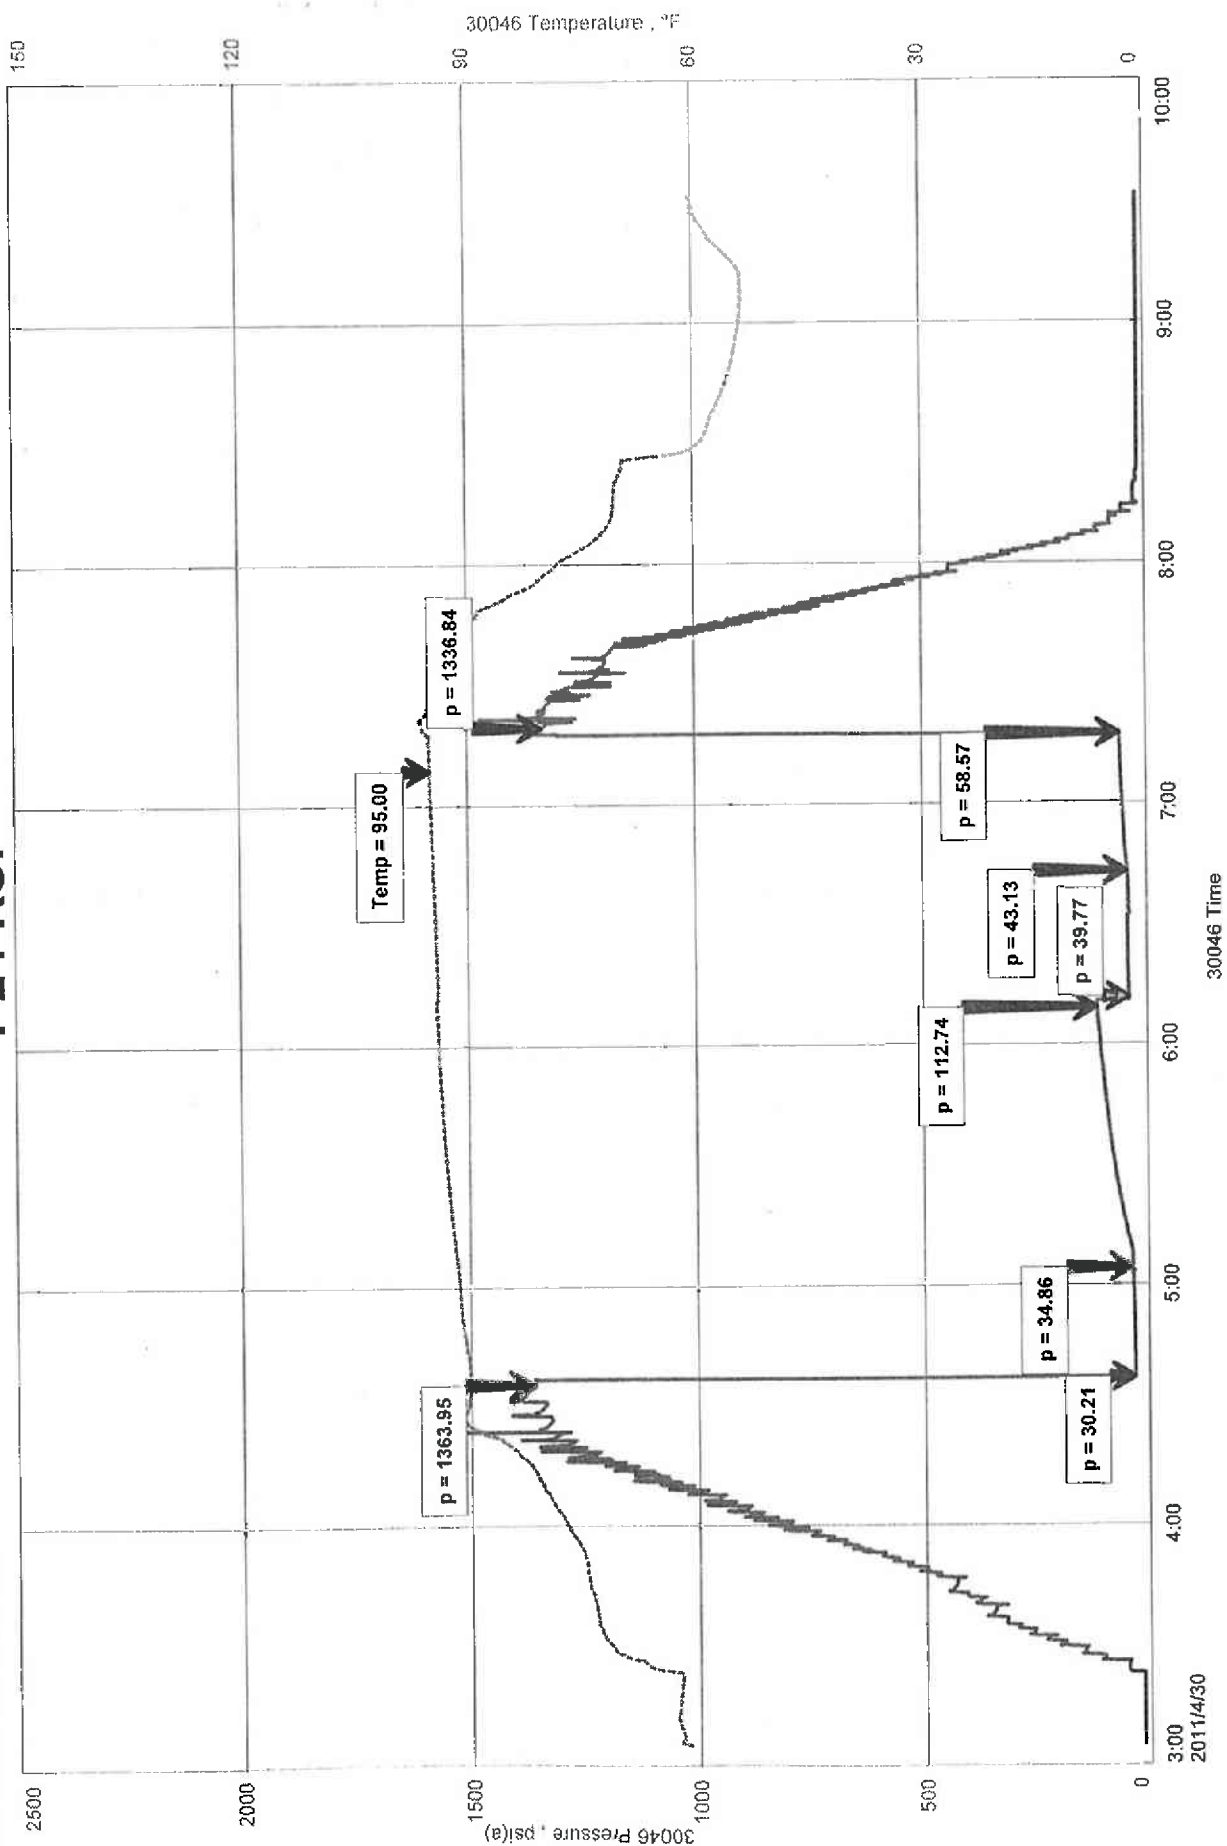 30046 Temperature , °F
150
120
90
60
30
0
2500
2000
1500
1000
500
0
30046 Pressure , psi(a)
p = 1363.95
Temp = 95.00
p = 1336.84
p = 30.21
p = 34.86
p = 112.74
p = 39.77
p = 43.13
p = 58.57
3:00
4:00
5:00
6:00
7:00
8:00
9:00
10:00
2011/4/30
30046 Time